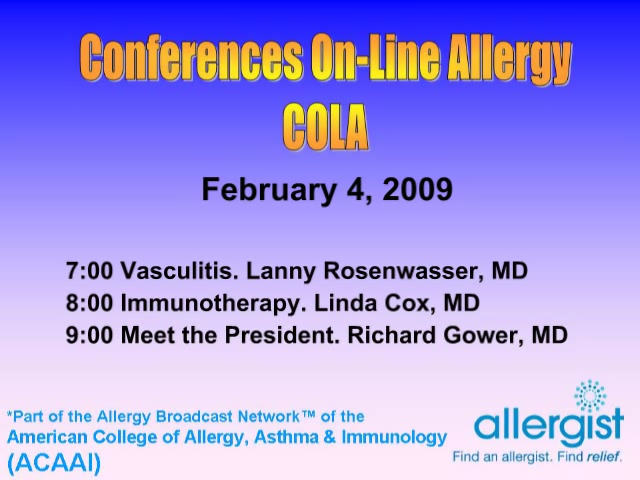 Conferences On-Line Allergy
COLA
February 4, 2009
7:00 Vasculitis. Lanny Rosenwasser, MD
8:00 Immunotherapy. Linda Cox, MD
9:00 Meet the President. Richard Gower, MD
*Part of the Allergy Broadcast Network™ of the
American College of Allergy, Asthma & Immunology
(ACAAI)
allergist
Find an allergist. Find relief.